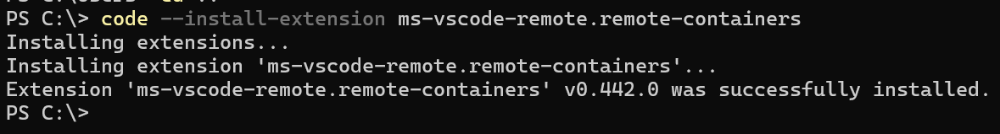 PS C:\> code --install-extension ms-vscode-remote.remote-containers
Installing extensions...
Installing extension 'ms-vscode-remote.remote-containers'...
Extension 'ms-vscode-remote.remote-containers' v0.442.0 was successfully installed.
PS C:\>